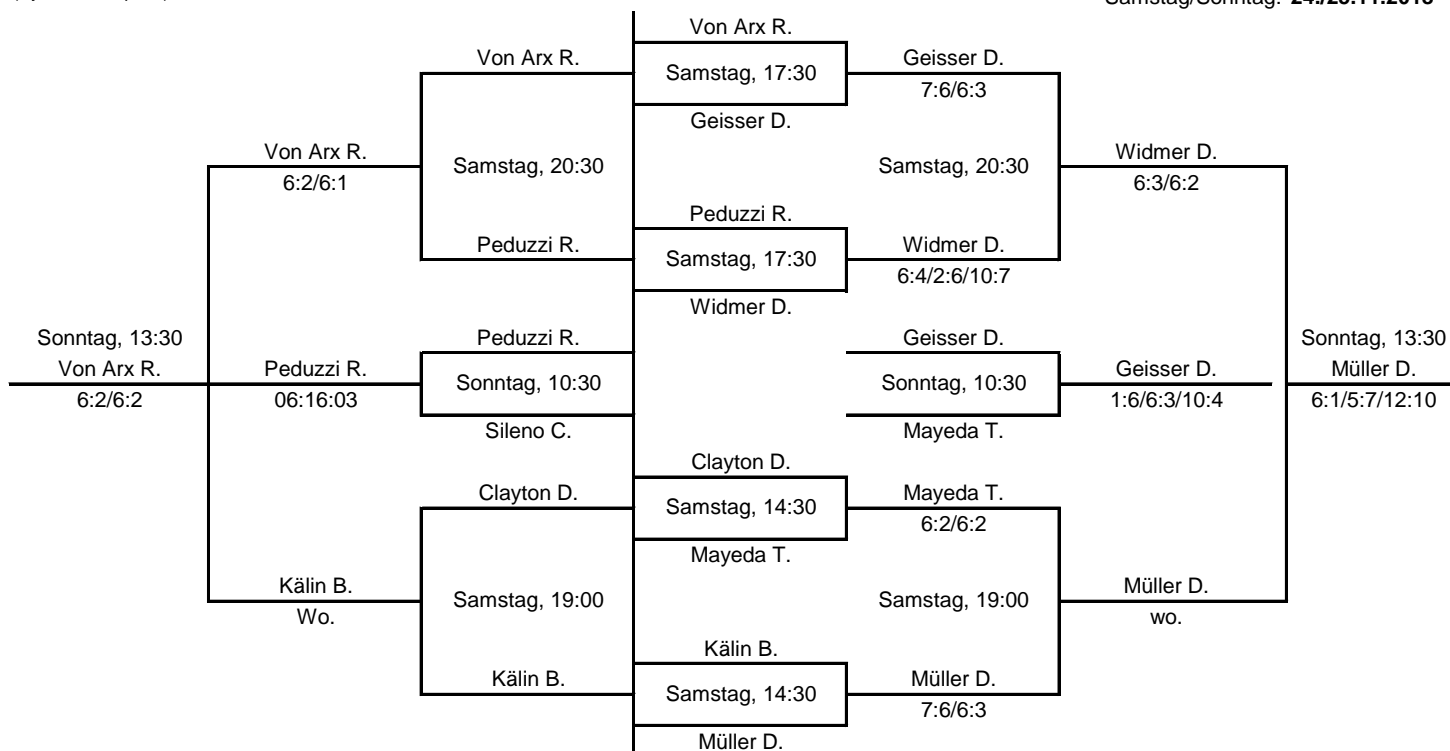 Von Arx R.
Von Arx R.
Samstag, 17:30
Geisser D.
7:6/6:3
Geisser D.
Von Arx R.
6:2/6:1
Samstag, 20:30
Samstag, 20:30
Widmer D.
6:3/6:2
Peduzzi R.
Peduzzi R.
Samstag, 17:30
Widmer D.
6:4/2:6/10:7
Widmer D.
Sonntag, 13:30
Von Arx R.
6:2/6:2
Peduzzi R.
06:16:03
Peduzzi R.
Sonntag, 10:30
Sileno C.
Geisser D.
Sonntag, 10:30
Mayeda T.
Geisser D.
1:6/6:3/10:4
Sonntag, 13:30
Müller D.
6:1/5:7/12:10
Clayton D.
Clayton D.
Samstag, 14:30
Mayeda T.
6:2/6:2
Mayeda T.
Kälin B.
Wo.
Samstag, 19:00
Samstag, 19:00
Müller D.
wo.
Kälin B.
Kälin B.
Samstag, 14:30
Müller D.
7:6/6:3
Müller D.